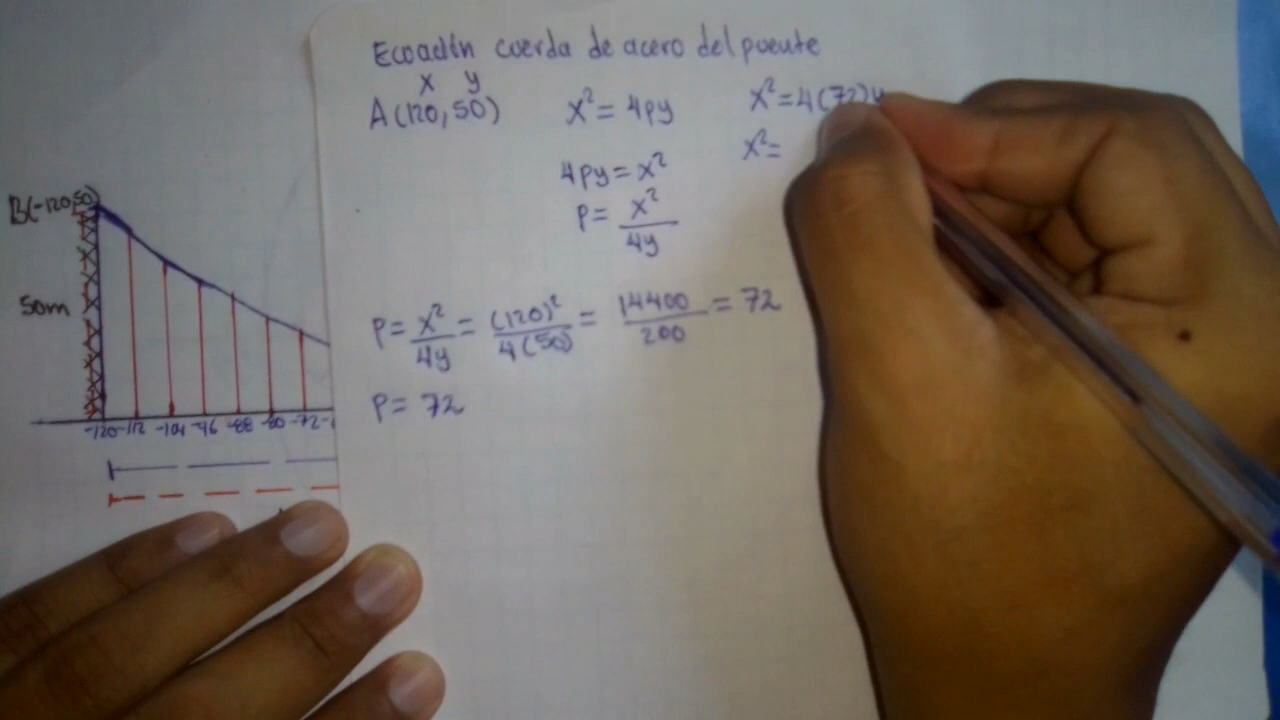 Ecuación cuerda de acero del puente
x y
A(120,50)
x² = 4py
4py = x²
P = x²/4y
P = x²/4y = (120)²/4(50) = 14400/200 = 72
P = 72
x² = 4(72)y
x² =
B(-120,50)
50m
-120 -112 -104 -96 -88 -80 -72